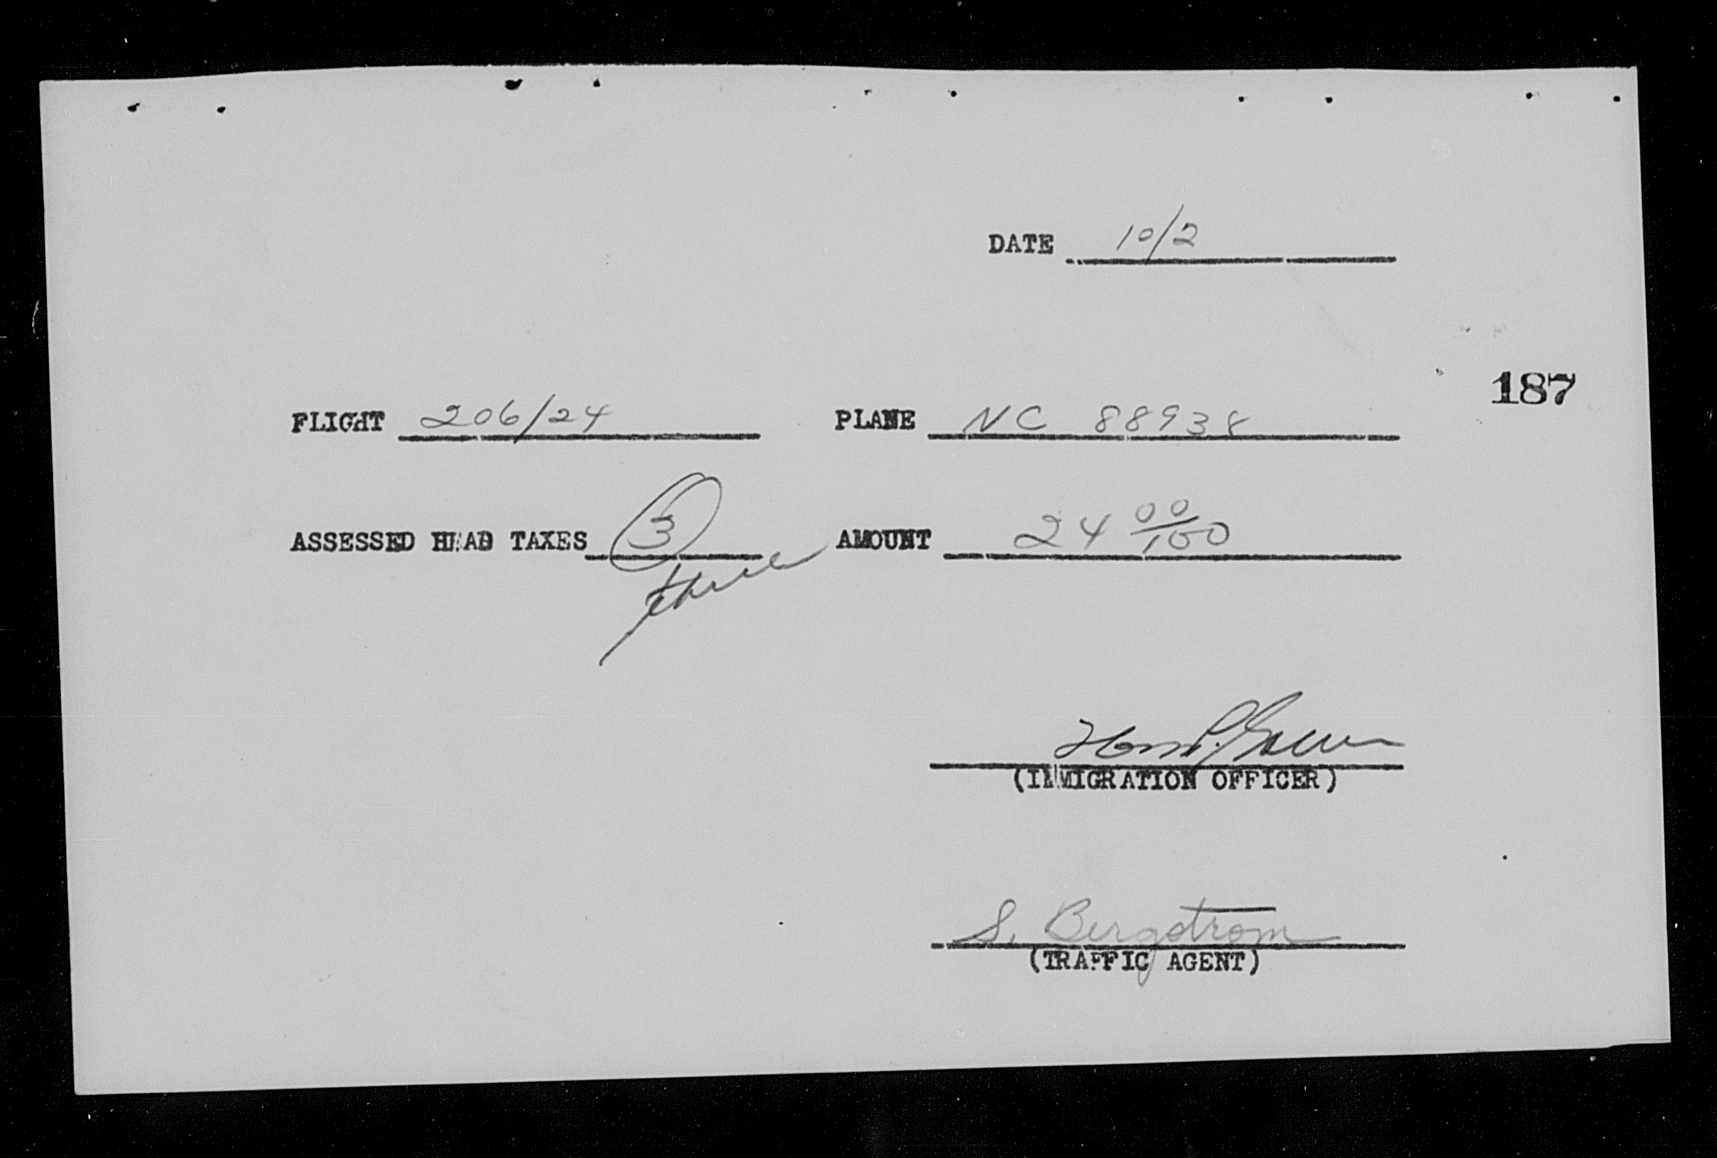 DATE 10/2
187
FLIGHT 206/24 PLANE NC 88938
ASSESSED HEAD TAXES 3 AMOUNT 24 00/100
three
(IMMIGRATION OFFICER)
S. Bergstrom
(TRAFFIC AGENT)